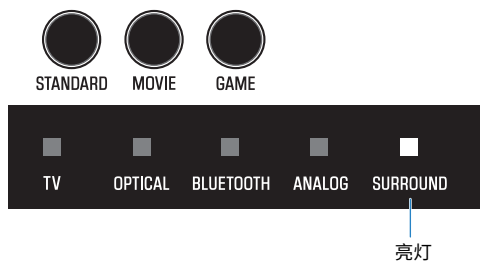 STANDARD MOVIE GAME
TV OPTICAL BLUETOOTH ANALOG SURROUND
亮灯